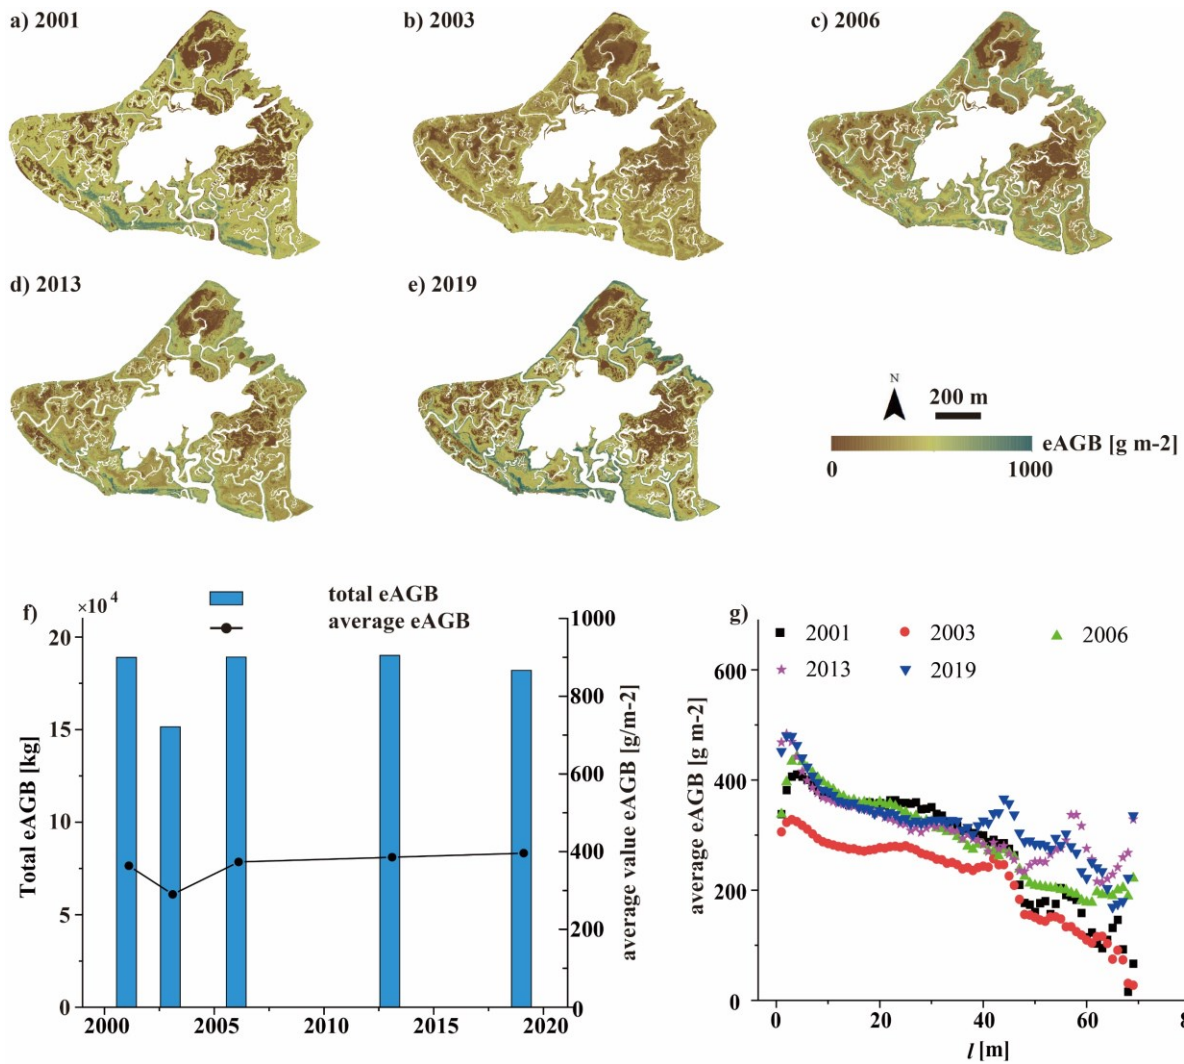 a) 2001
b) 2003
c) 2006
d) 2013
e) 2019
N
200 m
eAGB [g m-2]
0
1000
f)
×10⁴
total eAGB
average eAGB
20
15
10
5
0
Total eAGB [kg]
1000
800
600
400
200
0
average value eAGB [g/m-2]
2000
2005
2010
2015
2020
g)
2001
2003
2006
2013
2019
600
400
200
0
average eAGB [g m-2]
0
20
40
60
8
l [m]